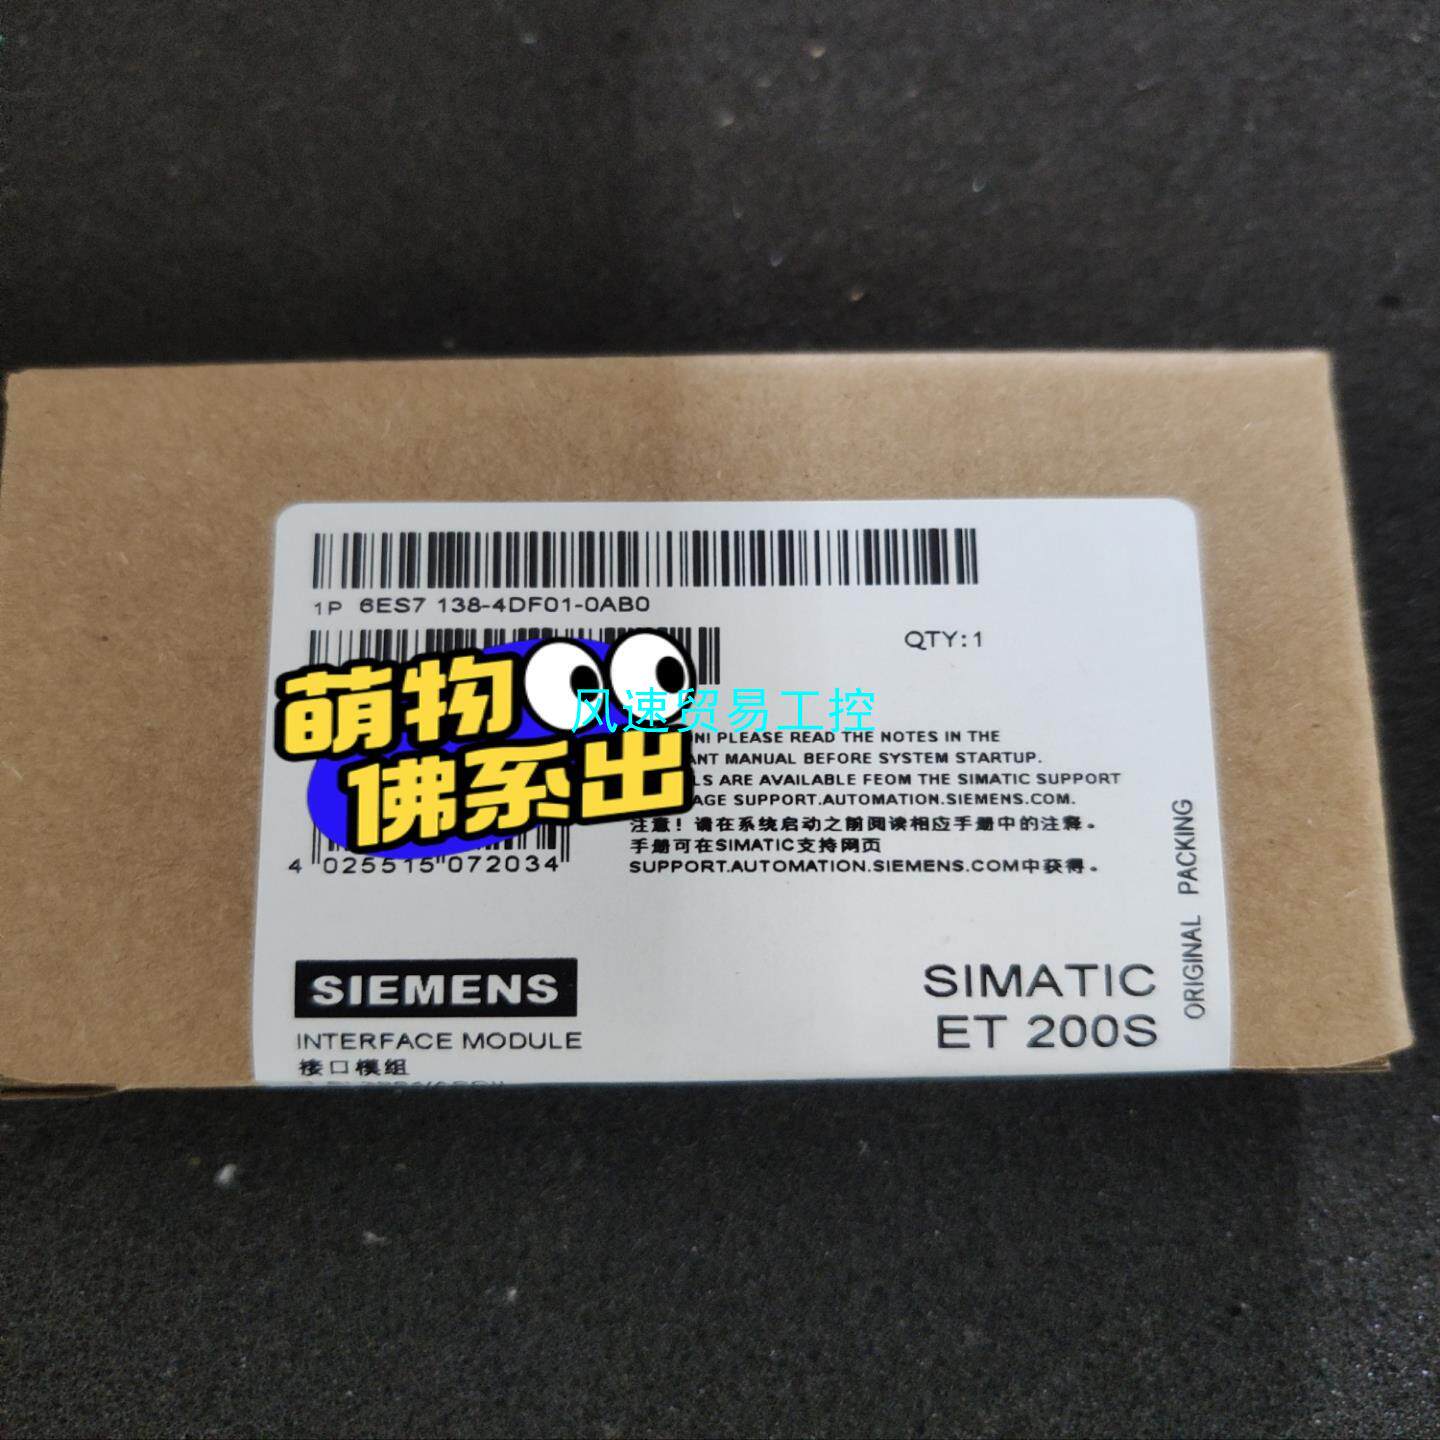 1P 6ES7 138-4DF01-0AB0
QTY:1
萌物
佛系出
风速贸易工控
N! PLEASE READ THE NOTES IN THE
ANT MANUAL BEFORE SYSTEM STARTUP.
LS ARE AVAILABLE FEOM THE SIMATIC SUPPORT
AGE SUPPORT.AUTOMATION.SIEMENS.COM.
注意！请在系统启动之前阅读相应手册中的注释。
手册可在SIMATIC支持网页
SUPPORT.AUTOMATION.SIEMENS.COM中获得。
4 025515 072034
ORIGINAL PACKING
SIEMENS
SIMATIC
ET 200S
INTERFACE MODULE
接口模组